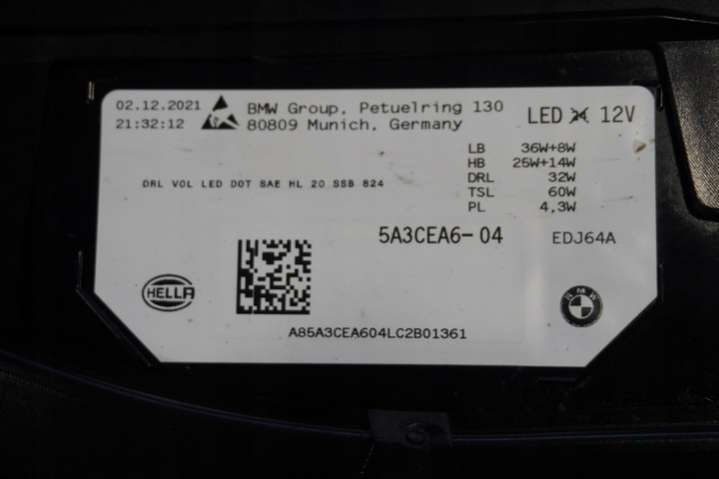 02.12.2021
21:32:12
BMW Group, Petuelring 130
80809 Munich, Germany
LED 12V
LB 36W+8W
HB 25W+14W
DRL 32W
TSL 60W
PL 4,3W
DRL VOL LED DOT SAE HL 20 SSB 824
5A3CEA6-04 EDJ64A
HELLA
BMW
A85A3CEA604LC2B01361